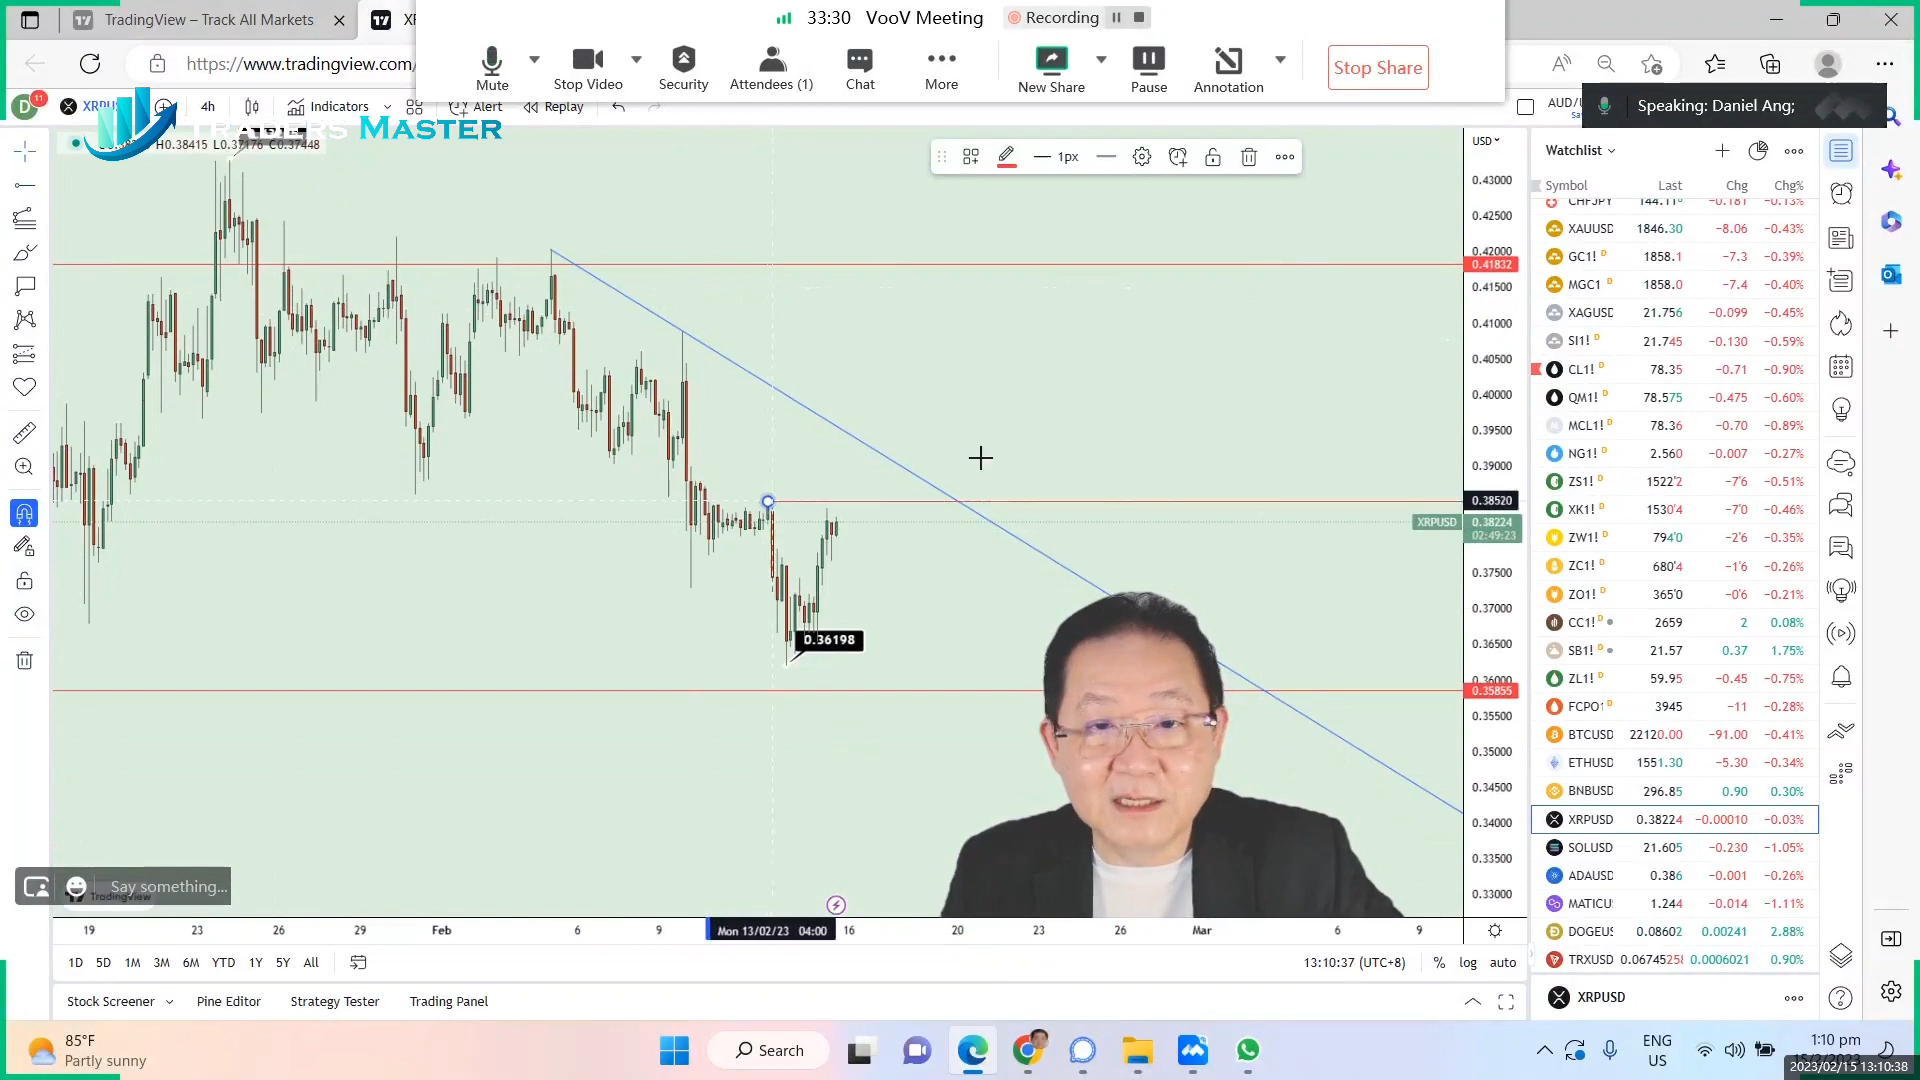 33:30 VooV Meeting Recording
TradingView – Track All Markets
Mute
Stop Video
Security
Attendees (1)
Chat
More
New Share
Pause
Annotation
Stop Share
https://www.tradingview.com/
Speaking: Daniel Ang;
D 11
4h
Indicators
Alert
Replay
TRADERS MASTER
H0.38415 L0.37176 C0.37448
1px
USD
0.43000
0.42500
0.42000
0.41832
0.41500
0.41000
0.40500
0.40000
0.39500
0.39000
0.38520
XRPUSD 0.38224
02:49:23
0.37500
0.37000
0.36500
0.36198
0.36000
0.35855
0.35500
0.35000
0.34500
0.34000
0.33500
0.33000
Watchlist
Symbol Last Chg Chg%
CHFJPY −0.181 −0.13%
XAUUSD 1846.30 −8.06 −0.43%
GC1! D 1858.1 −7.3 −0.39%
MGC1 D 1858.0 −7.4 −0.40%
XAGUSD 21.756 −0.099 −0.45%
SI1! D 21.745 −0.130 −0.59%
CL1! D 78.35 −0.71 −0.90%
QM1! D 78.575 −0.475 −0.60%
MCL1! D 78.36 −0.70 −0.89%
NG1! D 2.560 −0.007 −0.27%
ZS1! D 1522'2 −7'6 −0.51%
XK1! D 1530'4 −7'0 −0.46%
ZW1! D 794'0 −2'6 −0.35%
ZC1! D 680'4 −1'6 −0.26%
ZO1! D 365'0 −0'6 −0.21%
CC1! D 2659 2 0.08%
SB1! D 21.57 0.37 1.75%
ZL1! D 59.95 −0.45 −0.75%
FCPO1 D 3945 −11 −0.28%
BTCUSD 22120.00 −91.00 −0.41%
ETHUSD 1551.30 −5.30 −0.34%
BNBUSD 296.85 0.90 0.30%
XRPUSD 0.38224 −0.00010 −0.03%
SOLUSD 21.605 −0.230 −1.05%
ADAUSD 0.386 −0.001 −0.26%
MATICU 1.244 −0.014 −1.11%
DOGEUS 0.08602 0.00241 2.88%
TRXUSD 0.0674525 0.0006021 0.90%
XRPUSD
Say something...
TradingView
19 23 26 29 Feb 6 9 Mon 13/02/23 04:00 16 20 23 26 Mar 6 9
1D 5D 1M 3M 6M YTD 1Y 5Y All
13:10:37 (UTC+8) % log auto
Stock Screener
Pine Editor
Strategy Tester
Trading Panel
85°F
Partly sunny
Search
ENG
US
1:10 pm
2023/02/15 13:10:38